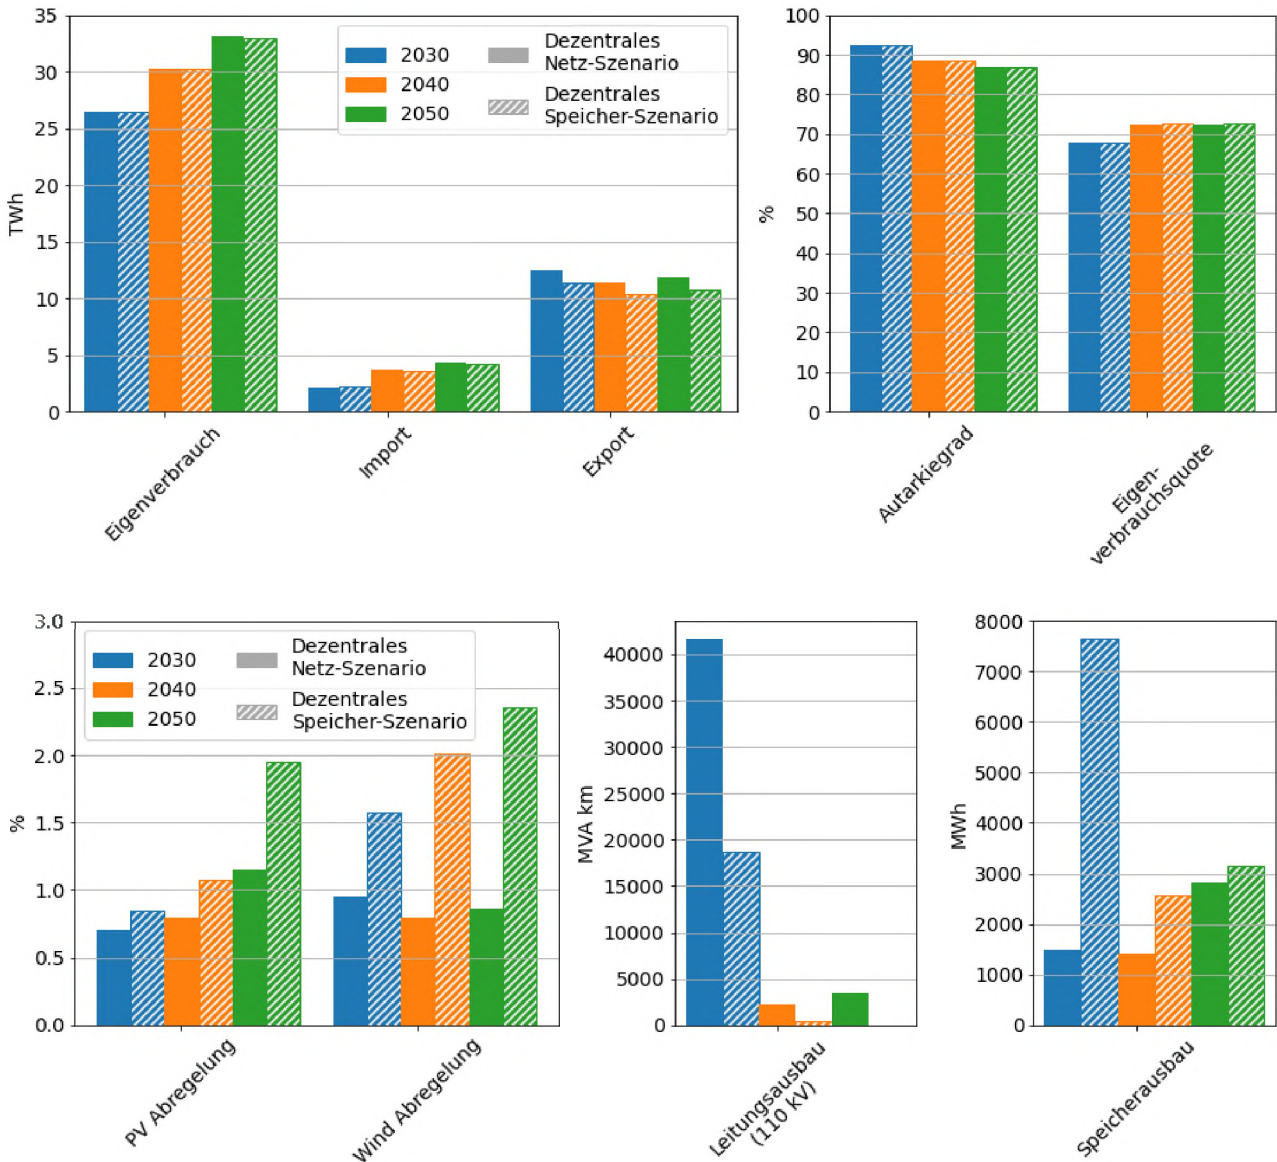 35
30
25
20
15
10
5
0
TWh
2030
2040
2050
Dezentrales
Netz-Szenario
Dezentrales
Speicher-Szenario
Eigenverbrauch
Import
Export
100
90
80
70
60
50
40
30
20
10
0
%
Autarkiegrad
Eigen-
verbrauchsquote
3.0
2.5
2.0
1.5
1.0
0.5
0.0
%
2030
2040
2050
Dezentrales
Netz-Szenario
Dezentrales
Speicher-Szenario
PV Abregelung
Wind Abregelung
40000
35000
30000
25000
20000
15000
10000
5000
0
MVA km
Leitungsausbau
(110 KV)
8000
7000
6000
5000
4000
3000
2000
1000
0
MWh
Speicherausbau